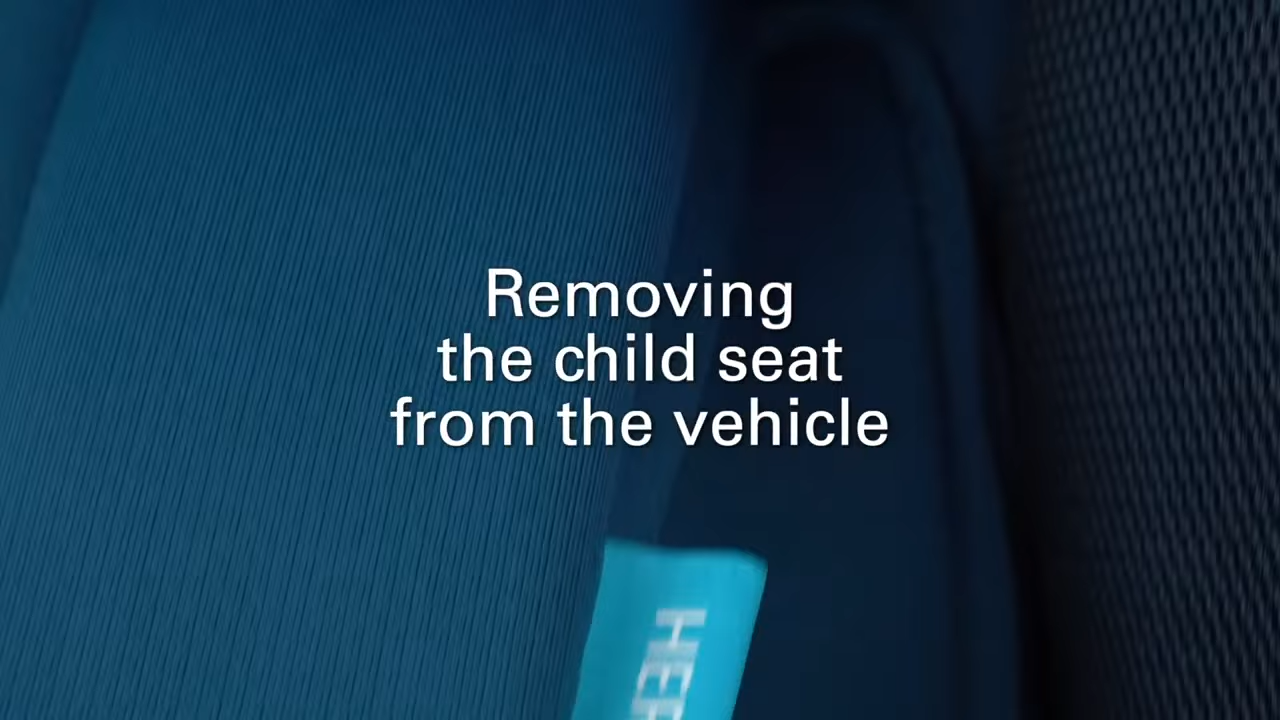 Removing
the child seat
from the vehicle